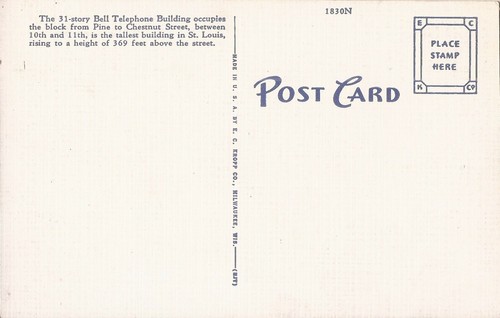 The 31-story Bell Telephone Building occupies
the block from Pine to Chestnut Street, between
10th and 11th, is the tallest building in St. Louis,
rising to a height of 369 feet above the street.
MADE IN U. S. A. BY E. C. KROPP CO., MILWAUKEE, WIS.
1830N
POST CARD
E C
PLACE
STAMP
HERE
K Co